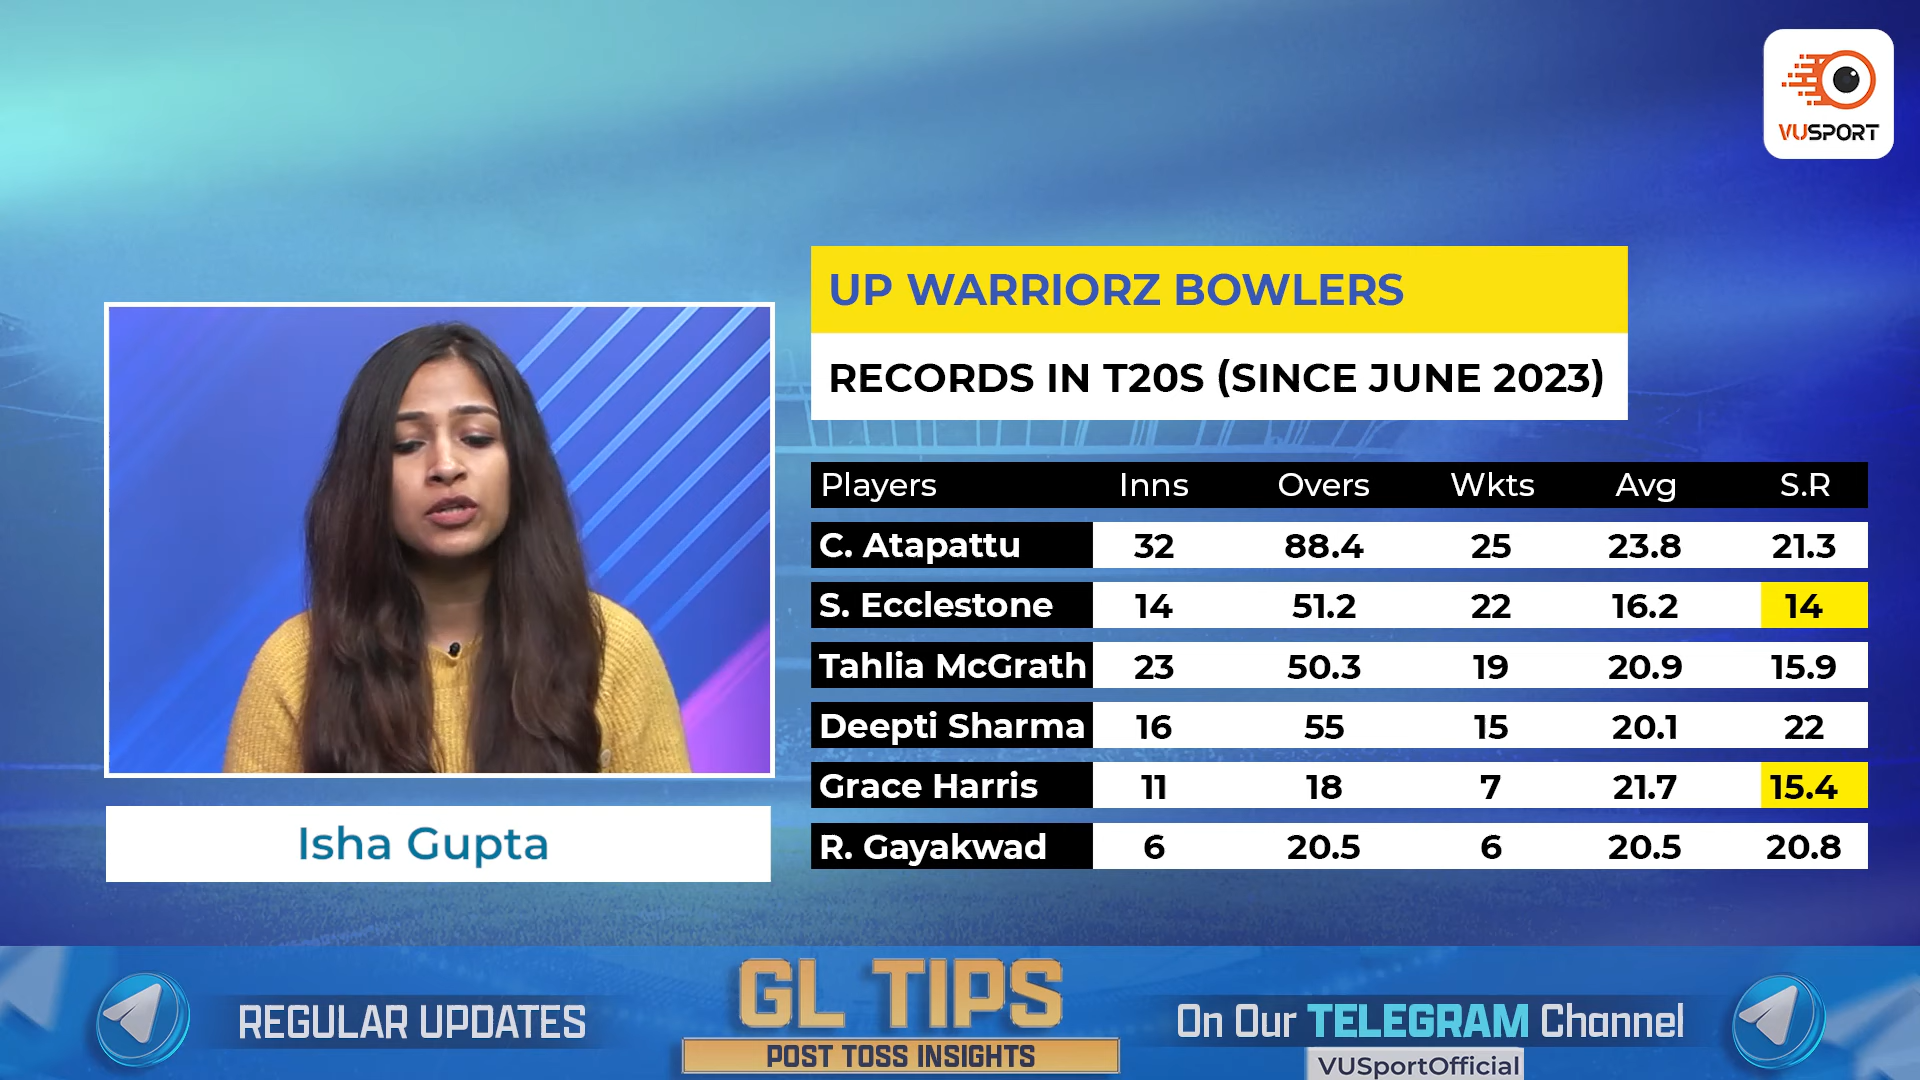 VUSPORT
UP WARRIORZ BOWLERS
RECORDS IN T20S (SINCE JUNE 2023)
Players Inns Overs Wkts Avg S.R
C. Atapattu 32 88.4 25 23.8 21.3
S. Ecclestone 14 51.2 22 16.2 14
Tahlia McGrath 23 50.3 19 20.9 15.9
Deepti Sharma 16 55 15 20.1 22
Grace Harris 11 18 7 21.7 15.4
R. Gayakwad 6 20.5 6 20.5 20.8
Isha Gupta
REGULAR UPDATES
GL TIPS
POST TOSS INSIGHTS
On Our TELEGRAM Channel
VUSportOfficial